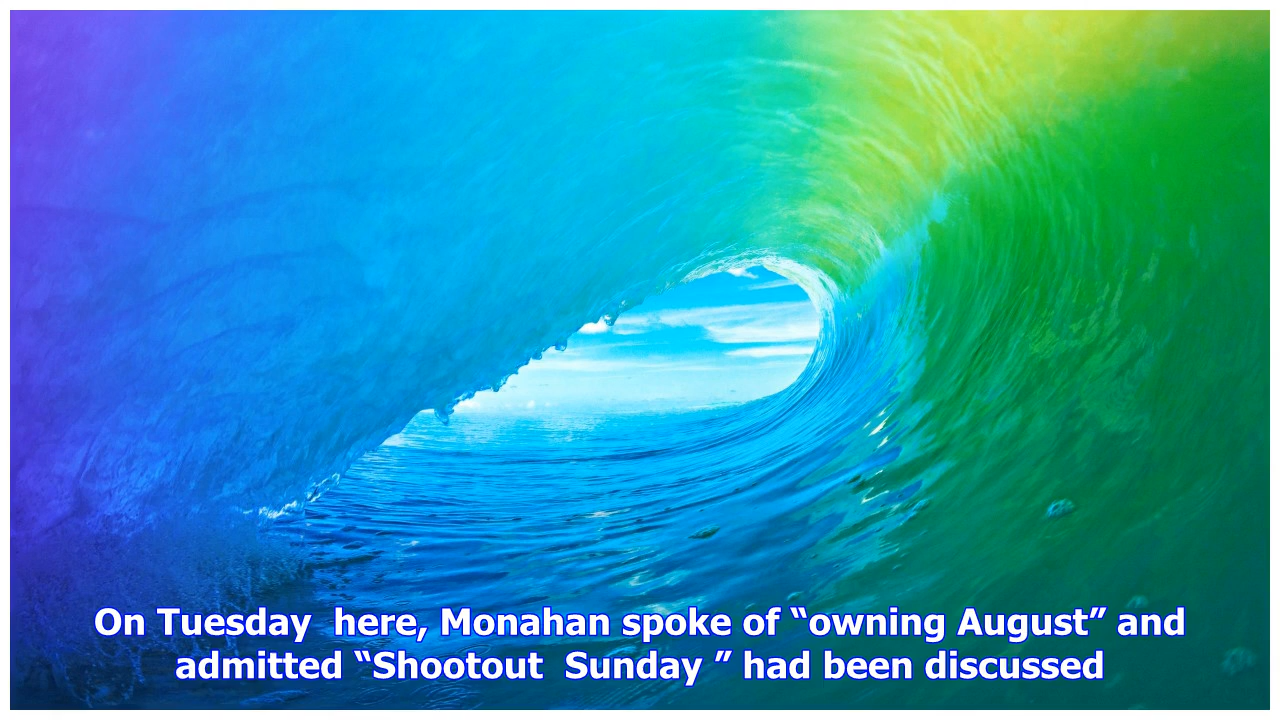 On Tuesday  here, Monahan spoke of “owning August” and
admitted “Shootout  Sunday ” had been discussed